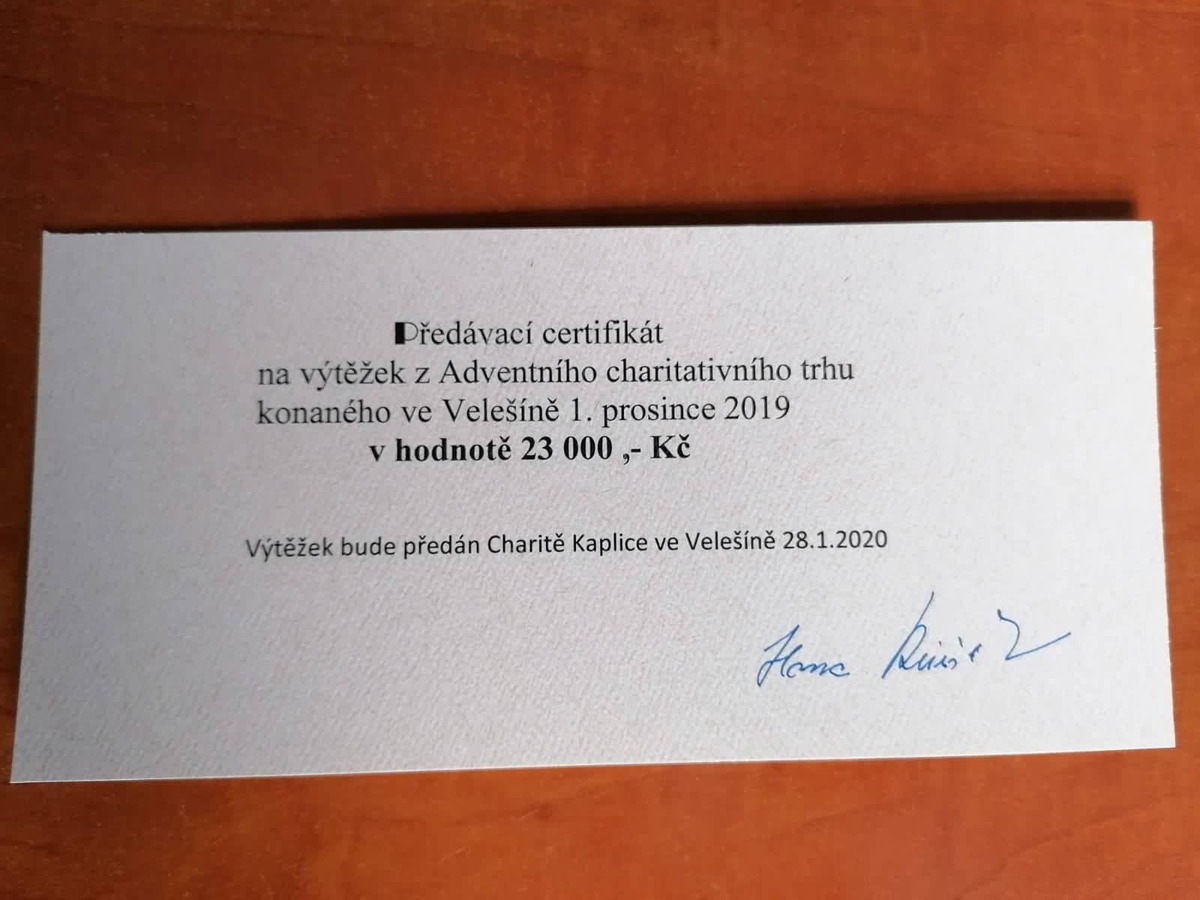 Předávací certifikát
na výtěžek z Adventního charitativního trhu
konaného ve Velešíně 1. prosince 2019
v hodnotě 23 000 ,- Kč
Výtěžek bude předán Charitě Kaplice ve Velešíně 28.1.2020
Hana